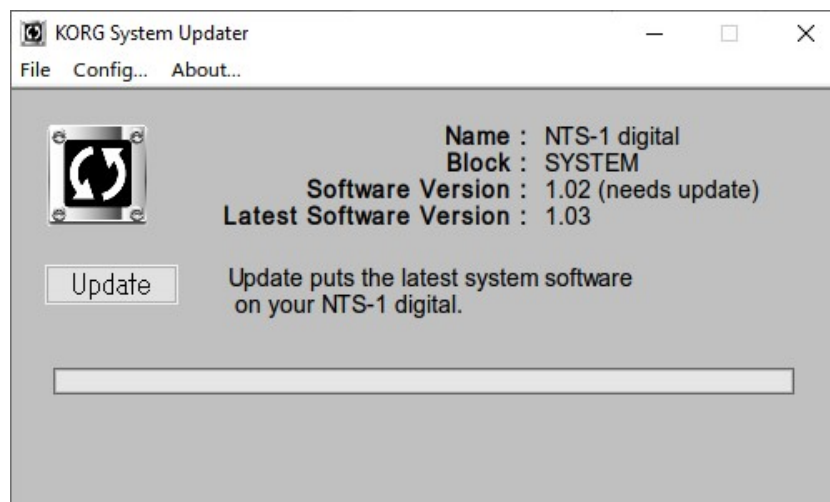 KORG System Updater
File Config... About...
Name : NTS-1 digital
Block : SYSTEM
Software Version : 1.02 (needs update)
Latest Software Version : 1.03
Update
Update puts the latest system software
on your NTS-1 digital.